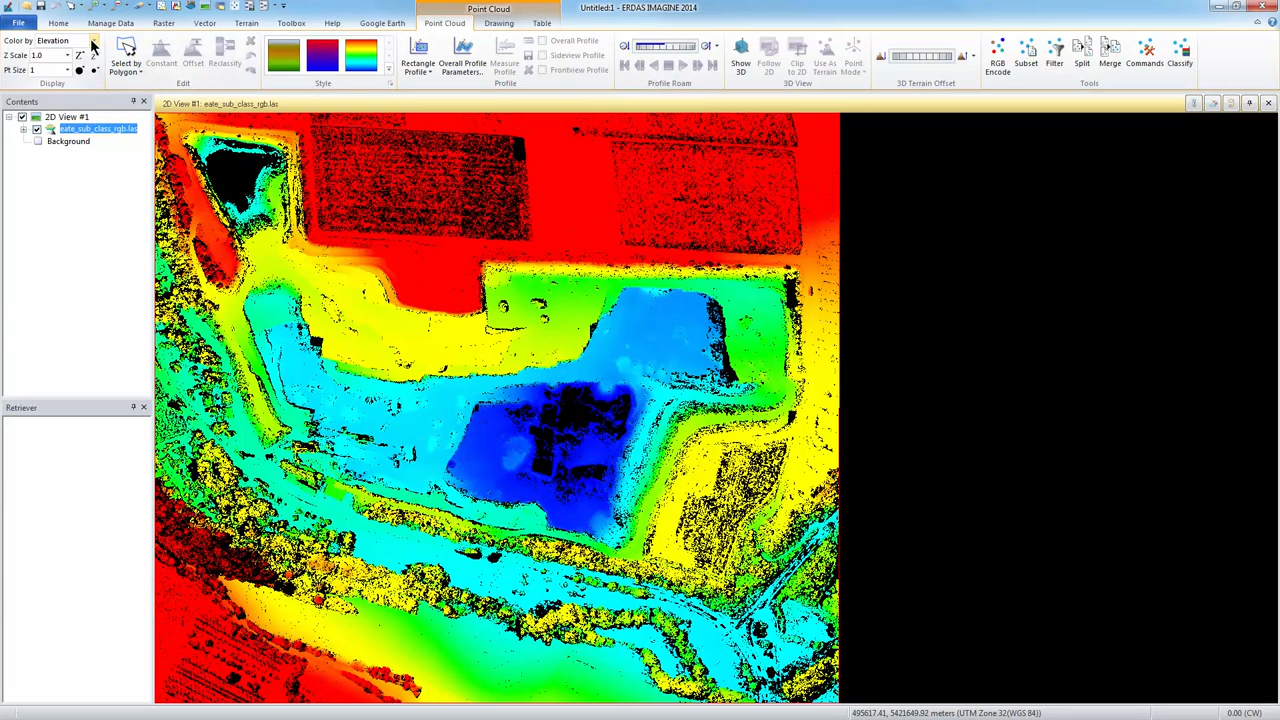 Point Cloud
Untitled:1 - ERDAS IMAGINE 2014
File Home Manage Data Raster Vector Terrain Toolbox Help Google Earth Point Cloud Drawing Table
Color by Elevation
Z Scale 1.0
Pt Size 1
Display
Select by Polygon
Constant
Offset
Reclassify
Edit
Style
Rectangle Profile
Overall Profile Parameters..
Measure Profile
Overall Profile
Sideview Profile
Frontview Profile
Profile
Profile Roam
Show 3D
Follow 2D
Clip to 2D
Use As Terrain
Point Mode
3D View
3D Terrain Offset
RGB Encode
Subset
Filter
Split
Merge
Commands
Classify
Tools
Contents
2D View #1
eate_sub_class_rgb.las
Background
Retriever
2D View #1: eate_sub_class_rgb.las
495617.41, 5421649.92 meters (UTM Zone 32(WGS 84))
0.00 (CW)